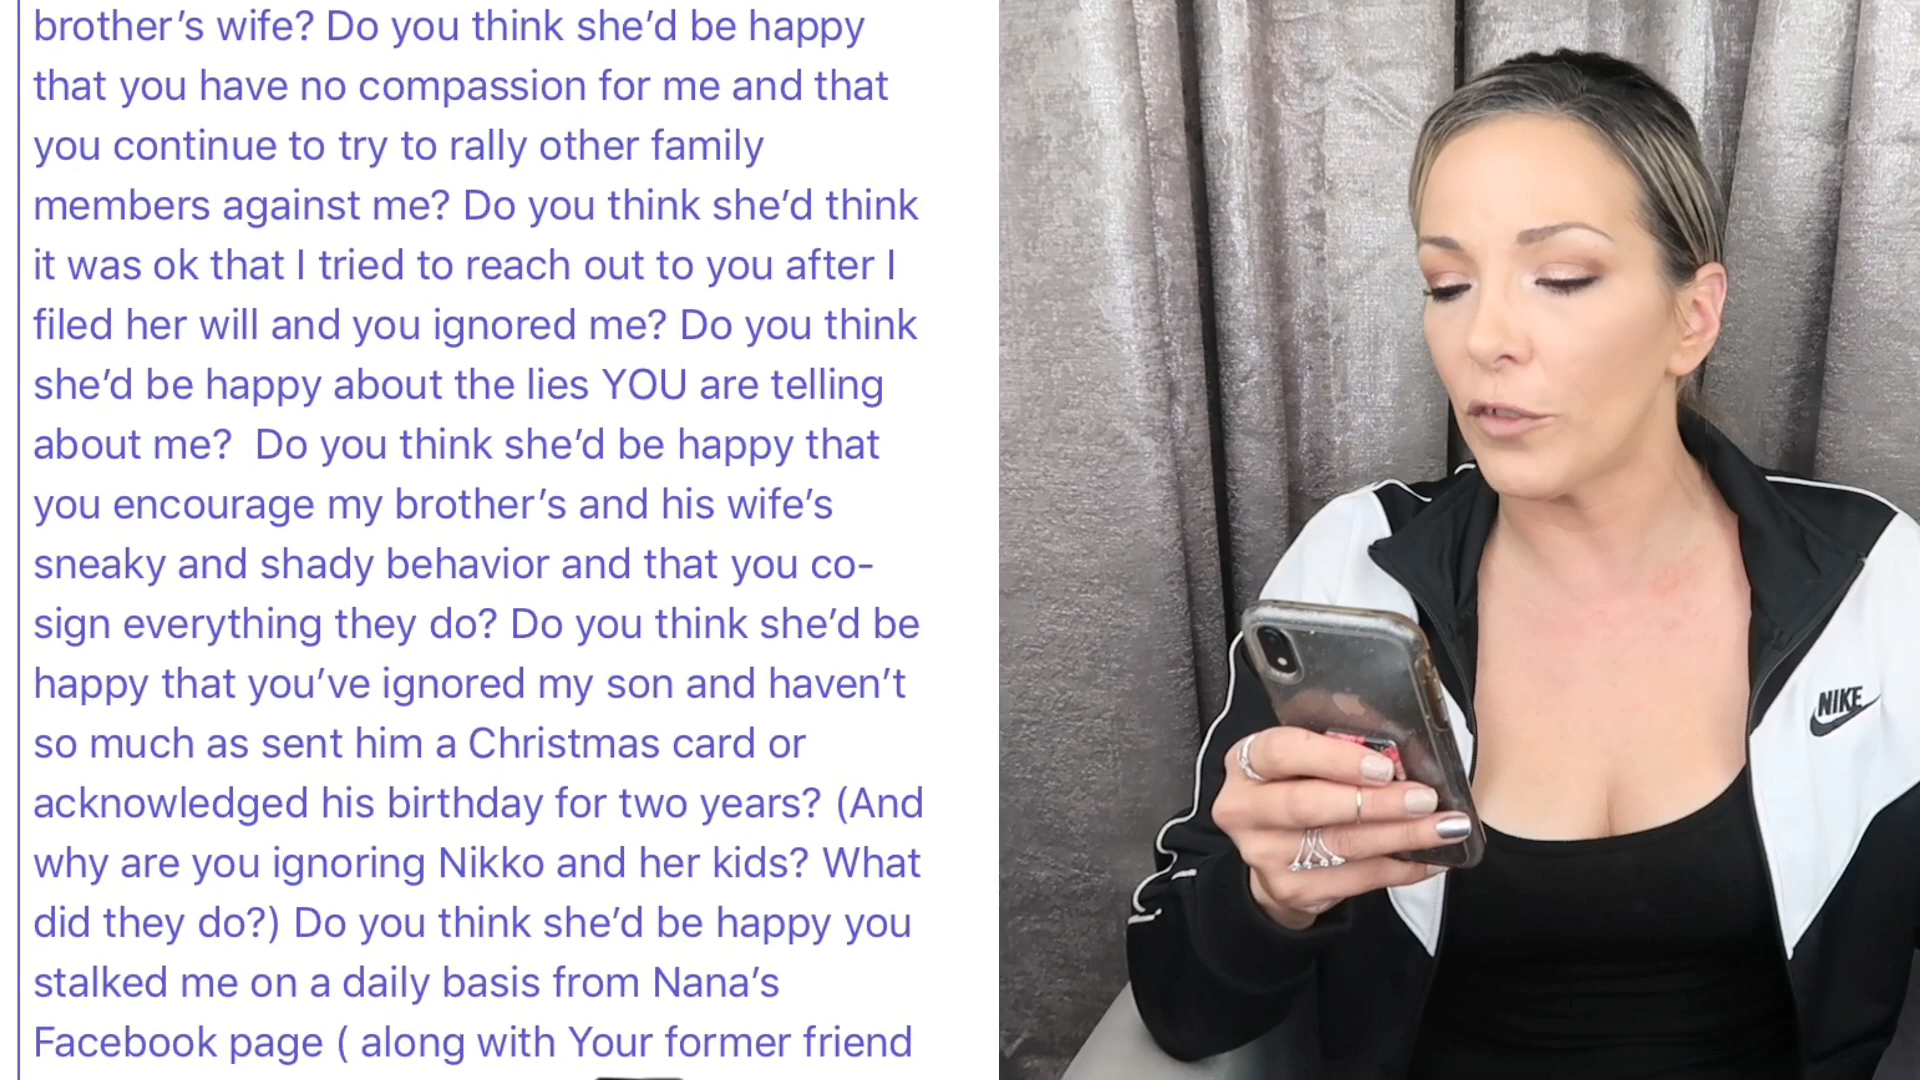 brother’s wife? Do you think she’d be happy
that you have no compassion for me and that
you continue to try to rally other family
members against me? Do you think she’d think
it was ok that I tried to reach out to you after I
filed her will and you ignored me? Do you think
she’d be happy about the lies YOU are telling
about me?  Do you think she’d be happy that
you encourage my brother’s and his wife’s
sneaky and shady behavior and that you co-
sign everything they do? Do you think she’d be
happy that you’ve ignored my son and haven’t
so much as sent him a Christmas card or
acknowledged his birthday for two years? (And
why are you ignoring Nikko and her kids? What
did they do?) Do you think she’d be happy you
stalked me on a daily basis from Nana’s
Facebook page ( along with Your former friend
NIKE